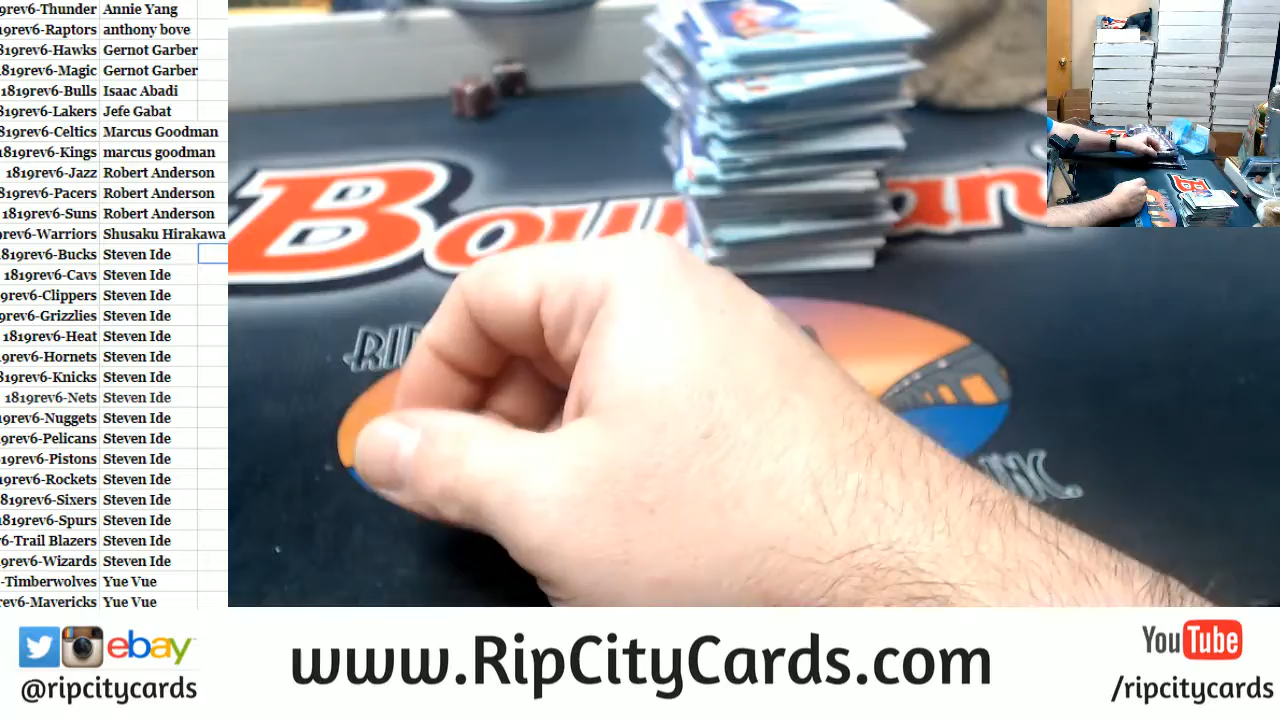 9rev6-Thunder Annie Yang
19rev6-Raptors anthony bove
19rev6-Hawks Gernot Garber
1819rev6-Magic Gernot Garber
1819rev6-Bulls Isaac Abadi
819rev6-Lakers Jefe Gabat
1819rev6-Celtics Marcus Goodman
1819rev6-Kings marcus goodman
1819rev6-Jazz Robert Anderson
1819rev6-Pacers Robert Anderson
1819rev6-Suns Robert Anderson
rev6-Warriors Shusaku Hirakawa
819rev6-Bucks Steven Ide
1819rev6-Cavs Steven Ide
9rev6-Clippers Steven Ide
9rev6-Grizzlies Steven Ide
1819rev6-Heat Steven Ide
19rev6-Hornets Steven Ide
819rev6-Knicks Steven Ide
1819rev6-Nets Steven Ide
19rev6-Nuggets Steven Ide
9rev6-Pelicans Steven Ide
19rev6-Pistons Steven Ide
9rev6-Rockets Steven Ide
819rev6-Sixers Steven Ide
1819rev6-Spurs Steven Ide
6-Trail Blazers Steven Ide
9rev6-Wizards Steven Ide
-Timberwolves Yue Vue
rev6-Mavericks Yue Vue
INC.
ebay
@ripcitycards
www.RipCityCards.com
YouTube
/ripcitycards